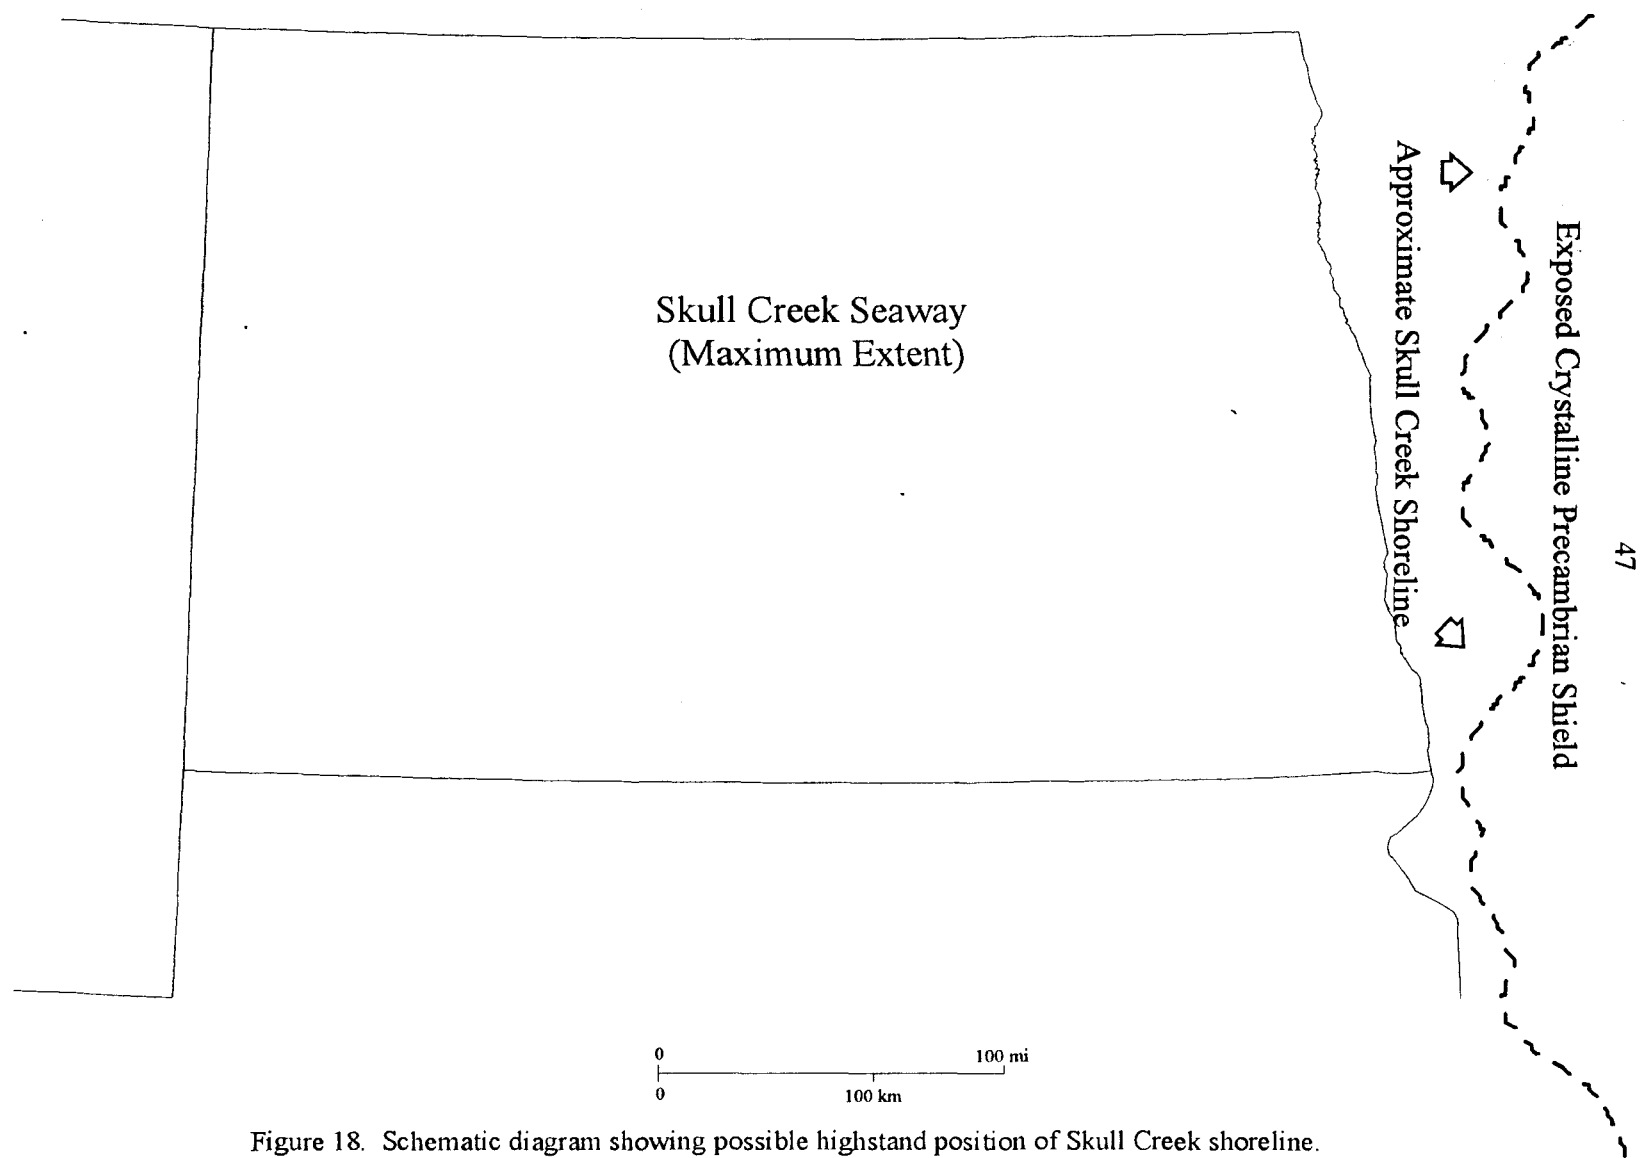 Skull Creek Seaway
(Maximum Extent)
Approximate Skull Creek Shoreline
Exposed Crystalline Precambrian Shield
47
0 100 mi
0 100 km
Figure 18. Schematic diagram showing possible highstand position of Skull Creek shoreline.